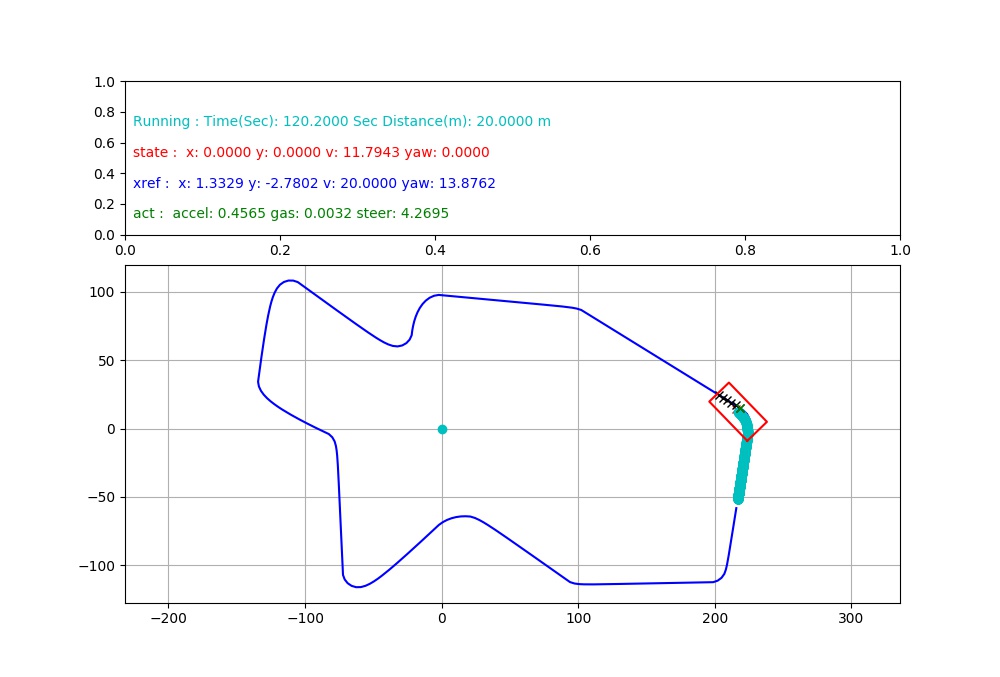 1.0
0.8
0.6
0.4
0.2
0.0
Running : Time(Sec): 120.2000 Sec Distance(m): 20.0000 m
state :  x: 0.0000 y: 0.0000 v: 11.7943 yaw: 0.0000
xref :  x: 1.3329 y: -2.7802 v: 20.0000 yaw: 13.8762
act :  accel: 0.4565 gas: 0.0032 steer: 4.2695
0.0 0.2 0.4 0.6 0.8 1.0
100
50
0
−50
−100
−200 −100 0 100 200 300